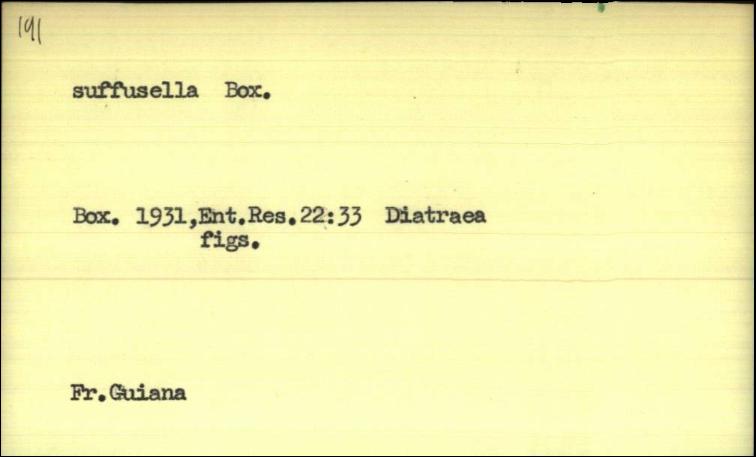 191
suffusella Box.
Box. 1931,Ent.Res.22:33 Diatraea
figs.
Fr.Guiana